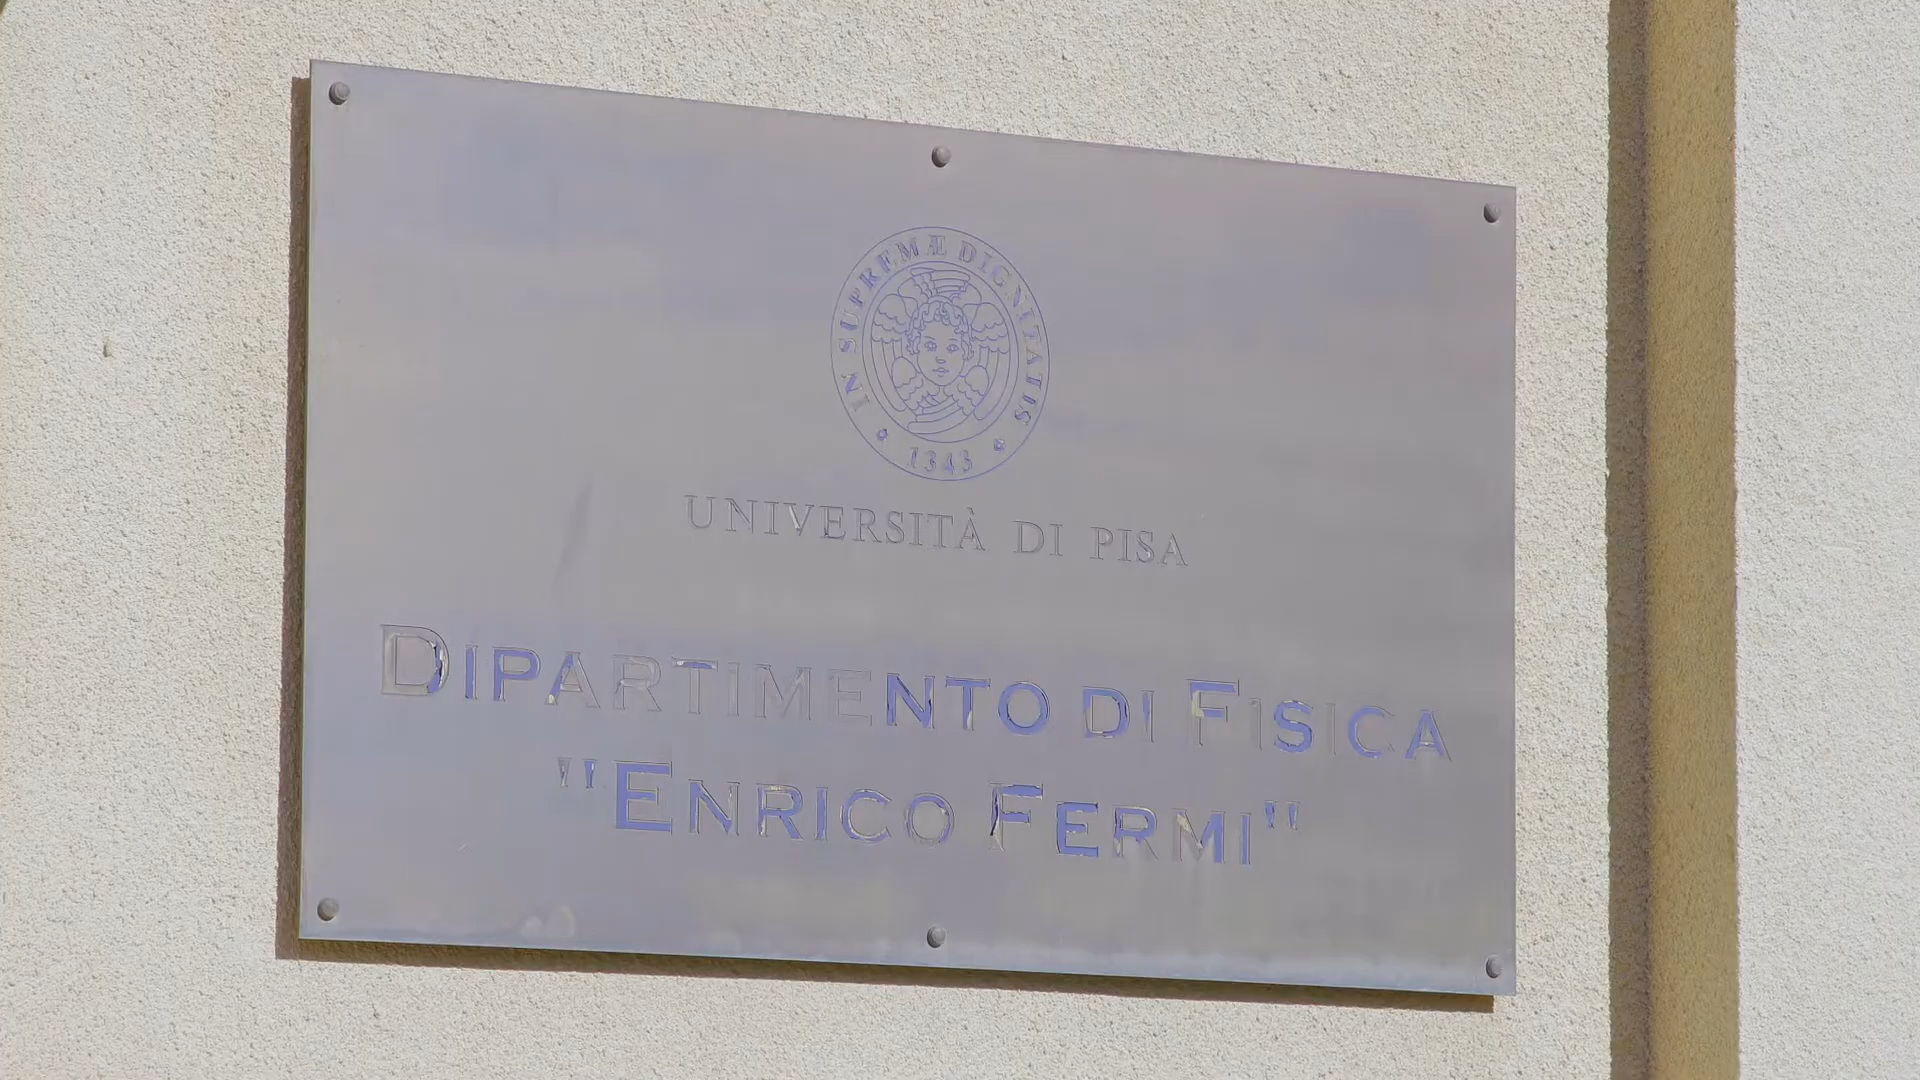 IN SUPREMÆ DIGNITATIS
1343
UNIVERSITÀ DI PISA
DIPARTIMENTO DI FISICA
"ENRICO FERMI"